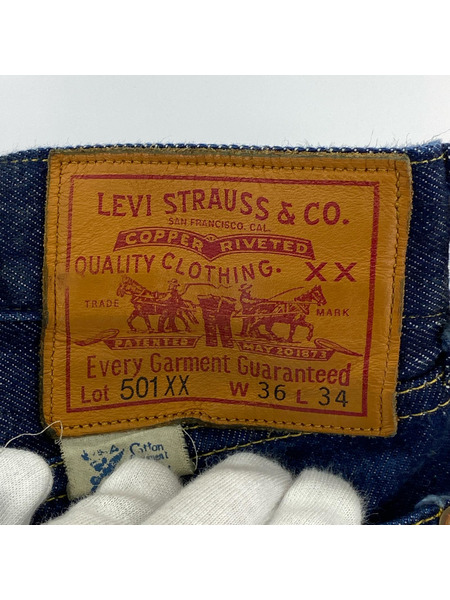 LEVI STRAUSS & CO.
SAN FRANCISCO, CAL.
COPPER RIVETED
QUALITY CLOTHING. XX
TRADE MARK
PATENTED MAY 20 1873
Every Garment Guaranteed
Lot 501XX W 36 L 34
Cotton